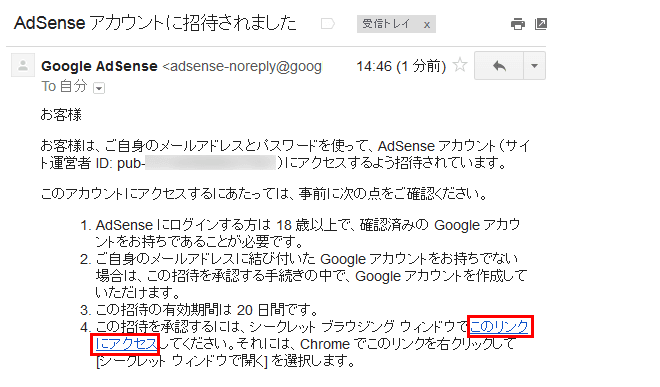 AdSense アカウントに招待されました
受信トレイ x
Google AdSense <adsense-noreply@goog 14:46 (1 分前)
To 自分
お客様
お客様は、ご自身のメールアドレスとパスワードを使って、AdSense アカウント（サイ
ト運営者 ID: pub- ）にアクセスするよう招待されています。
このアカウントにアクセスするにあたっては、事前に次の点をご確認ください。
1. AdSense にログインする方は 18 歳以上で、確認済みの Google アカウ
ントをお持ちであることが必要です。
2. ご自身のメールアドレスに結び付いた Google アカウントをお持ちでない
場合は、この招待を承認する手続きの中で、Google アカウントを作成して
いただけます。
3. この招待の有効期間は 20 日間です。
4. この招待を承認するには、シークレット ブラウジング ウィンドウでこのリンク
にアクセスしてください。それには、Chrome でこのリンクを右クリックして
[シークレット ウィンドウで開く] を選択します。